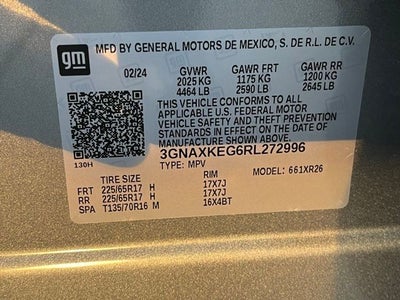 gm
MFD BY GENERAL MOTORS DE MEXICO, S. DE R.L. DE C.V.
02/24 GVWR GAWR FRT GAWR RR
2025 KG 1175 KG 1200 KG
4464 LB 2590 LB 2645 LB
THIS VEHICLE CONFORMS TO ALL
APPLICABLE U.S. FEDERAL MOTOR
VEHICLE SAFETY AND THEFT
PREVENTION STANDARDS IN EFFECT ON
THE DATE OF MANUFACTURE SHOWN ABOVE.
130H
3GNAXKEG6RL272996
TYPE: MPV MODEL: 661XR26
TIRE SIZE RIM
FRT 225/65R17 H 17X7J
RR 225/65R17 H 17X7J
SPA T135/70R16 M 16X4BT